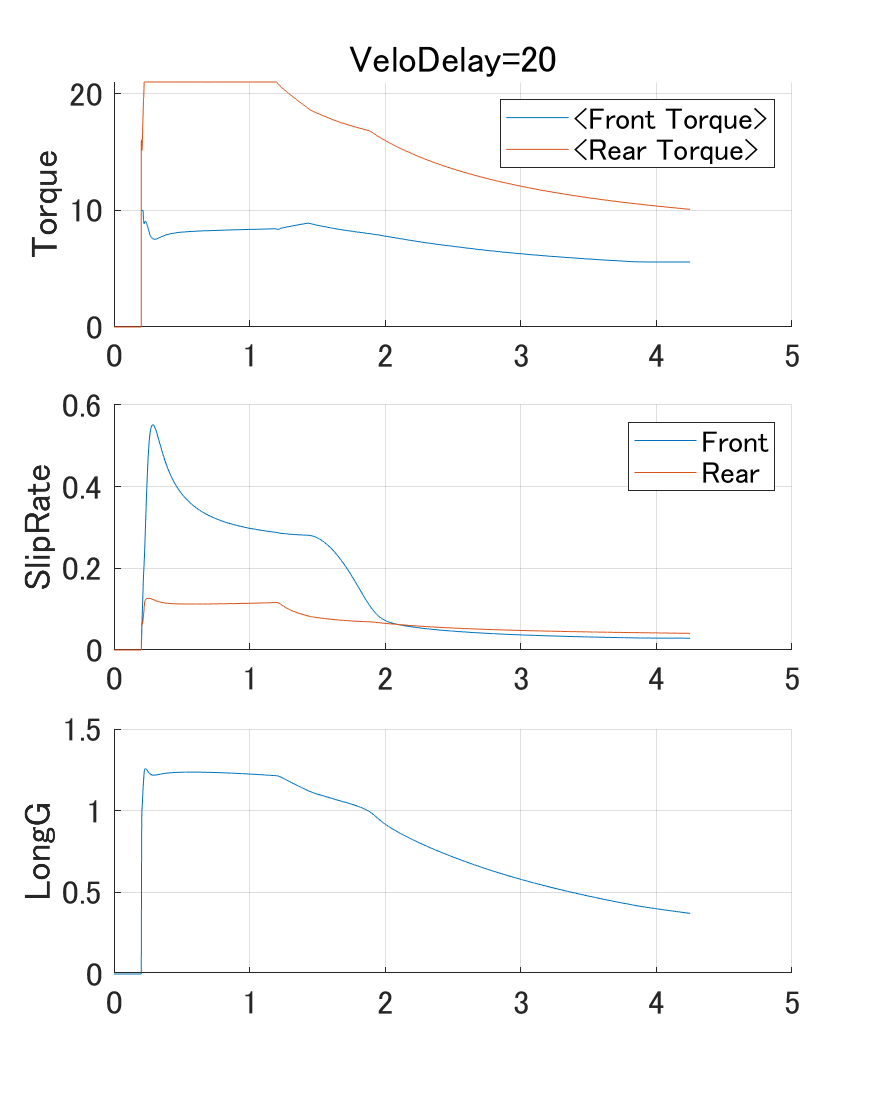 VeloDelay=20
Torque
20
10
0
<Front Torque>
<Rear Torque>
0 1 2 3 4 5
SlipRate
0.6
0.4
0.2
0
Front
Rear
0 1 2 3 4 5
LongG
1.5
1
0.5
0
0 1 2 3 4 5